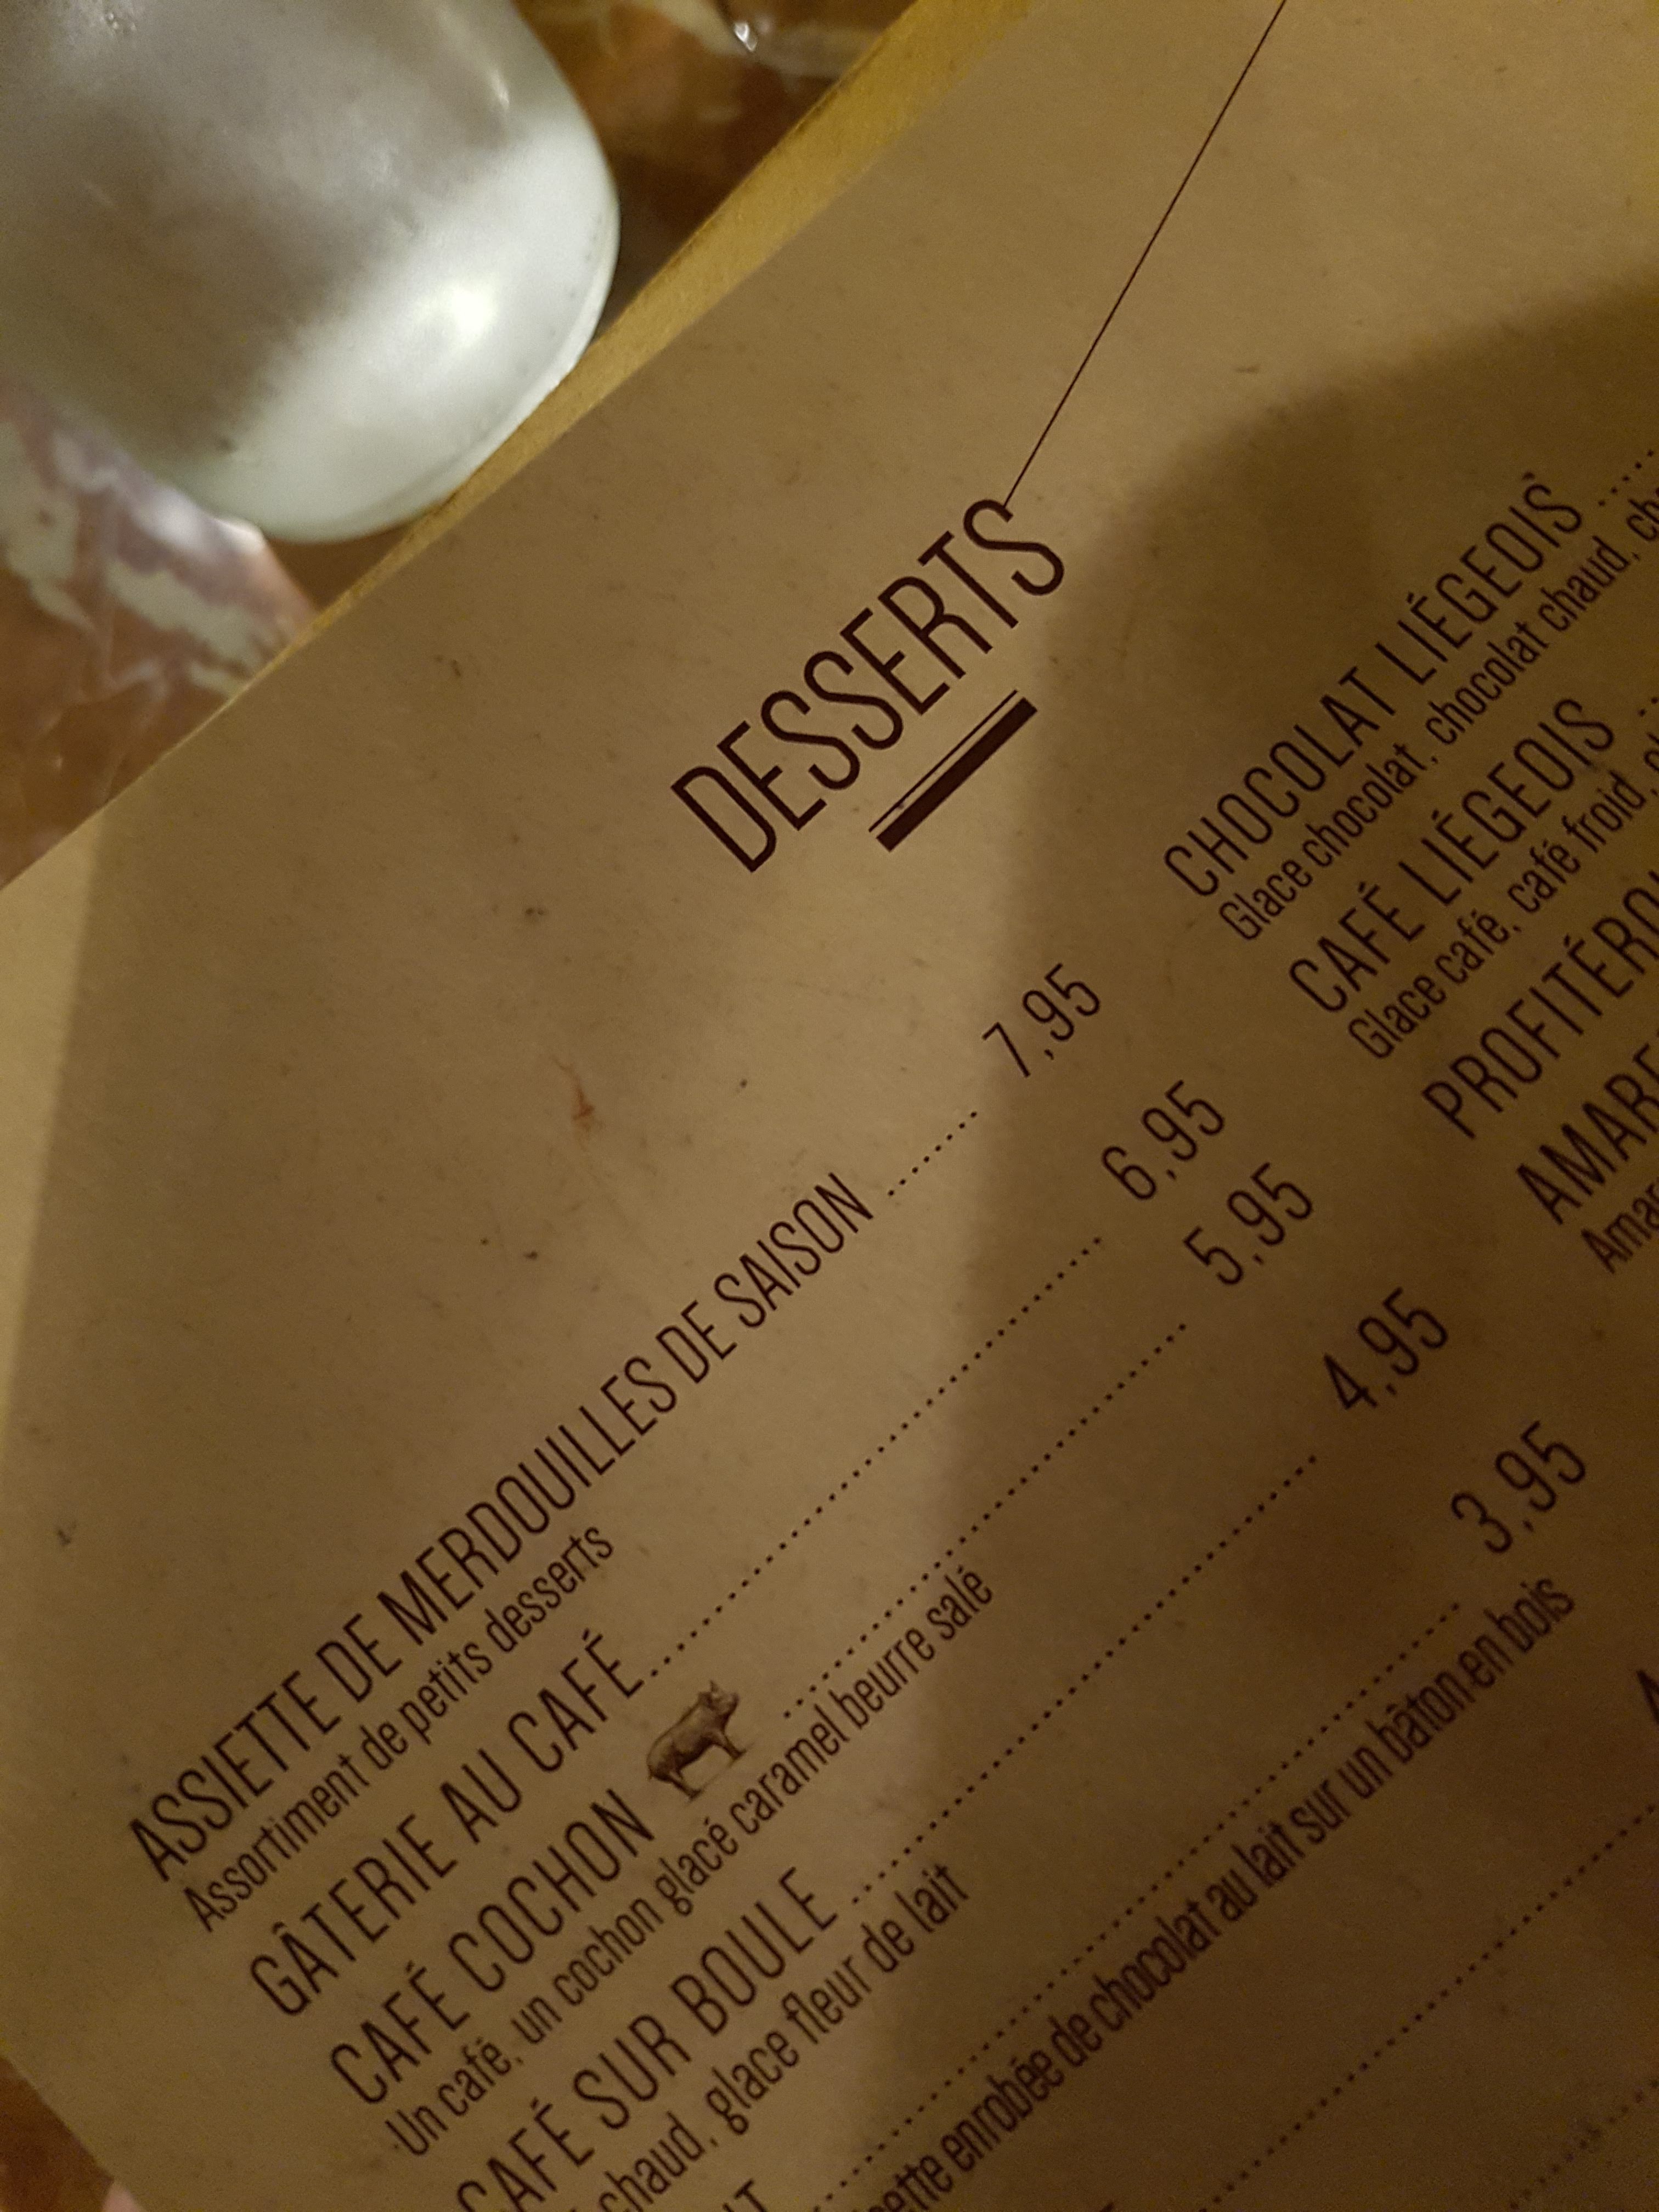 DESSERTS
ASSIETTE DE MERDOUILLES DE SAISON ....... 7,95
Assortiment de petits desserts
GÂTERIE AU CAFÉ ....... 6,95
CAFÉ COCHON ....... 5,95
Un café, un cochon glacé caramel beurre salé
CAFÉ SUR BOULE ....... 4,95
chaud, glace fleur de lait
3,95
enrobée de chocolat au lait sur un bâton en bois
CHOCOLAT LIÉGEOIS .......
Glace chocolat, chocolat chaud,
CAFÉ LIÉGEOIS
Glace café, café froid,